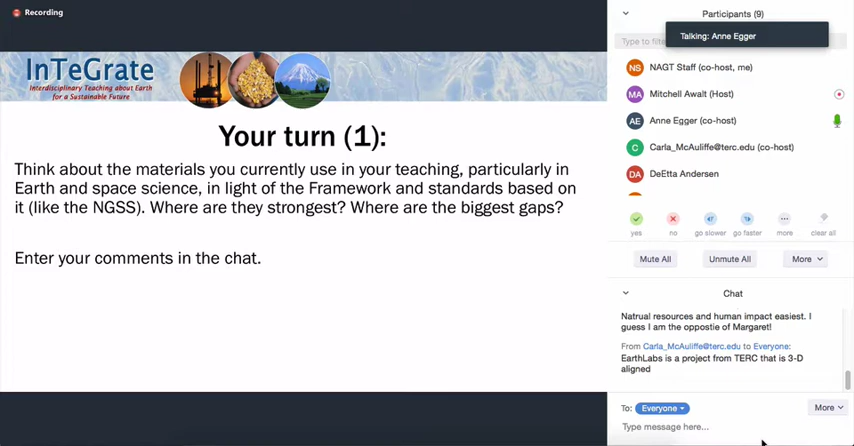 Recording
InTeGrate
Interdisciplinary Teaching about Earth
for a Sustainable Future
Your turn (1):
Think about the materials you currently use in your teaching, particularly in
Earth and space science, in light of the Framework and standards based on
it (like the NGSS). Where are they strongest? Where are the biggest gaps?
Enter your comments in the chat.
Participants (9)
Talking: Anne Egger
Type to filte
NS NAGT Staff (co-host, me)
MA Mitchell Awalt (Host)
AE Anne Egger (co-host)
C Carla_McAuliffe@terc.edu (co-host)
DA DeEtta Andersen
yes no go slower go faster more clear all
Mute All Unmute All More
Chat
Natrual resources and human impact easiest. I
guess I am the oppostie of Margaret!
From Carla_McAuliffe@terc.edu to Everyone:
EarthLabs is a project from TERC that is 3-D
aligned
To: Everyone More
Type message here...